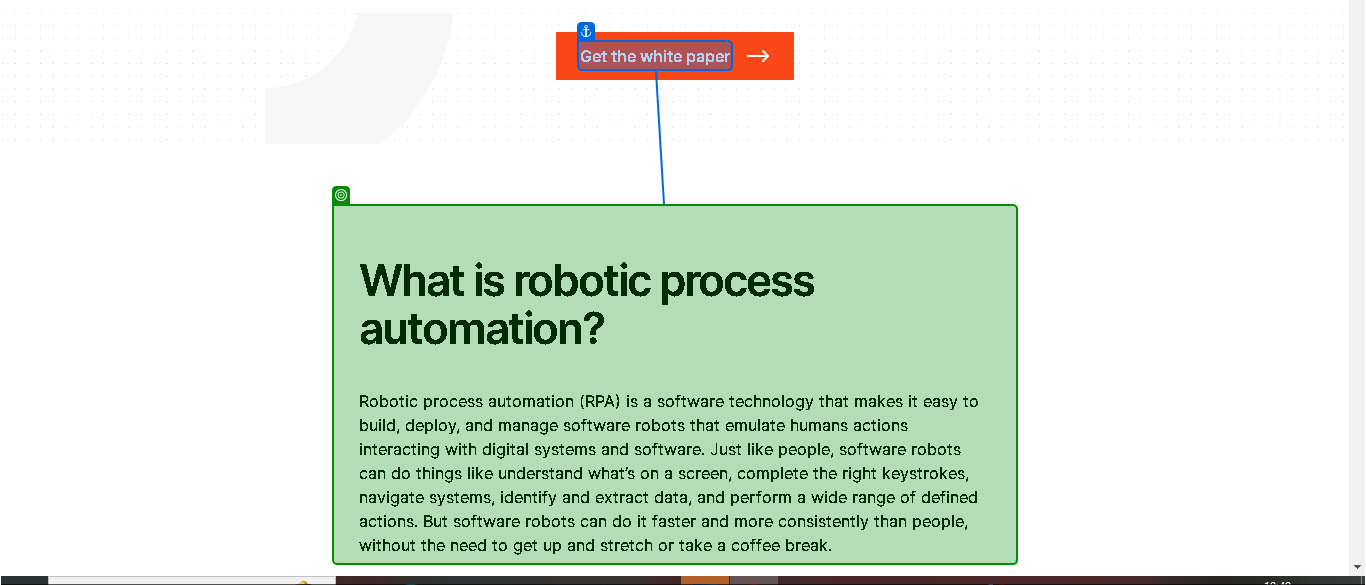 Get the white paper
What is robotic process
automation?
Robotic process automation (RPA) is a software technology that makes it easy to
build, deploy, and manage software robots that emulate humans actions
interacting with digital systems and software. Just like people, software robots
can do things like understand what's on a screen, complete the right keystrokes,
navigate systems, identify and extract data, and perform a wide range of defined
actions. But software robots can do it faster and more consistently than people,
without the need to get up and stretch or take a coffee break.